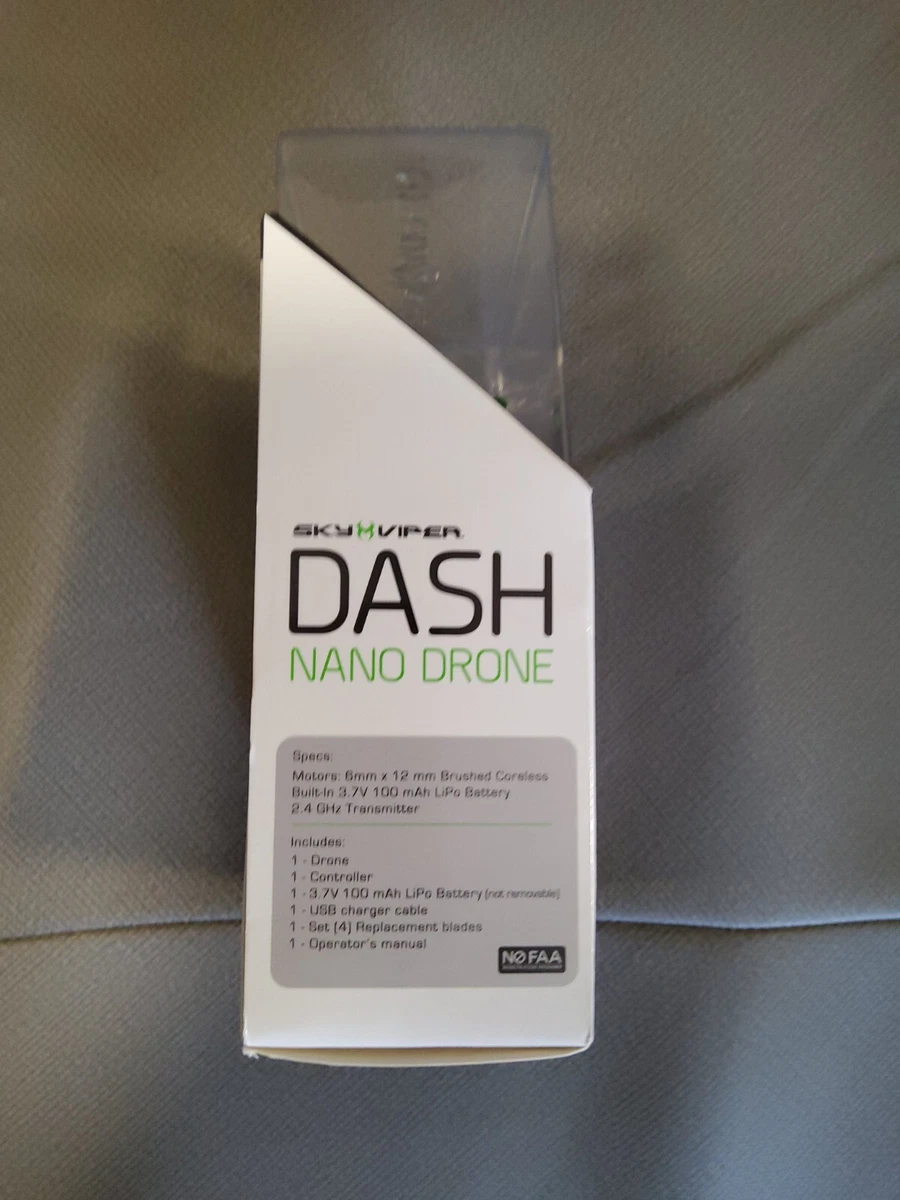 SKY VIPER
DASH
NANO DRONE
Specs:
Motors: 6mm x 12 mm Brushed Coreless
Built-In 3.7V 100 mAh LiPo Battery
2.4 GHz Transmitter
Includes:
1 - Drone
1 - Controller
1 - 3.7V 100 mAh LiPo Battery (not removable)
1 - USB charger cable
1 - Set [4] Replacement blades
1 - Operator's manual
NO FAA